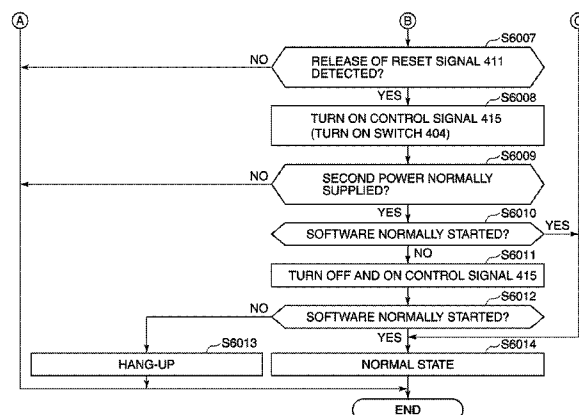 A
B
C
S6007
RELEASE OF RESET SIGNAL 411
DETECTED?
NO
YES
S6008
TURN ON CONTROL SIGNAL 415
(TURN ON SWITCH 404)
S6009
NO
SECOND POWER NORMALLY
SUPPLIED?
YES
S6010
SOFTWARE NORMALLY STARTED?
YES
NO
S6011
TURN OFF AND ON CONTROL SIGNAL 415
S6012
NO
SOFTWARE NORMALLY STARTED?
YES
S6013
HANG-UP
S6014
NORMAL STATE
END